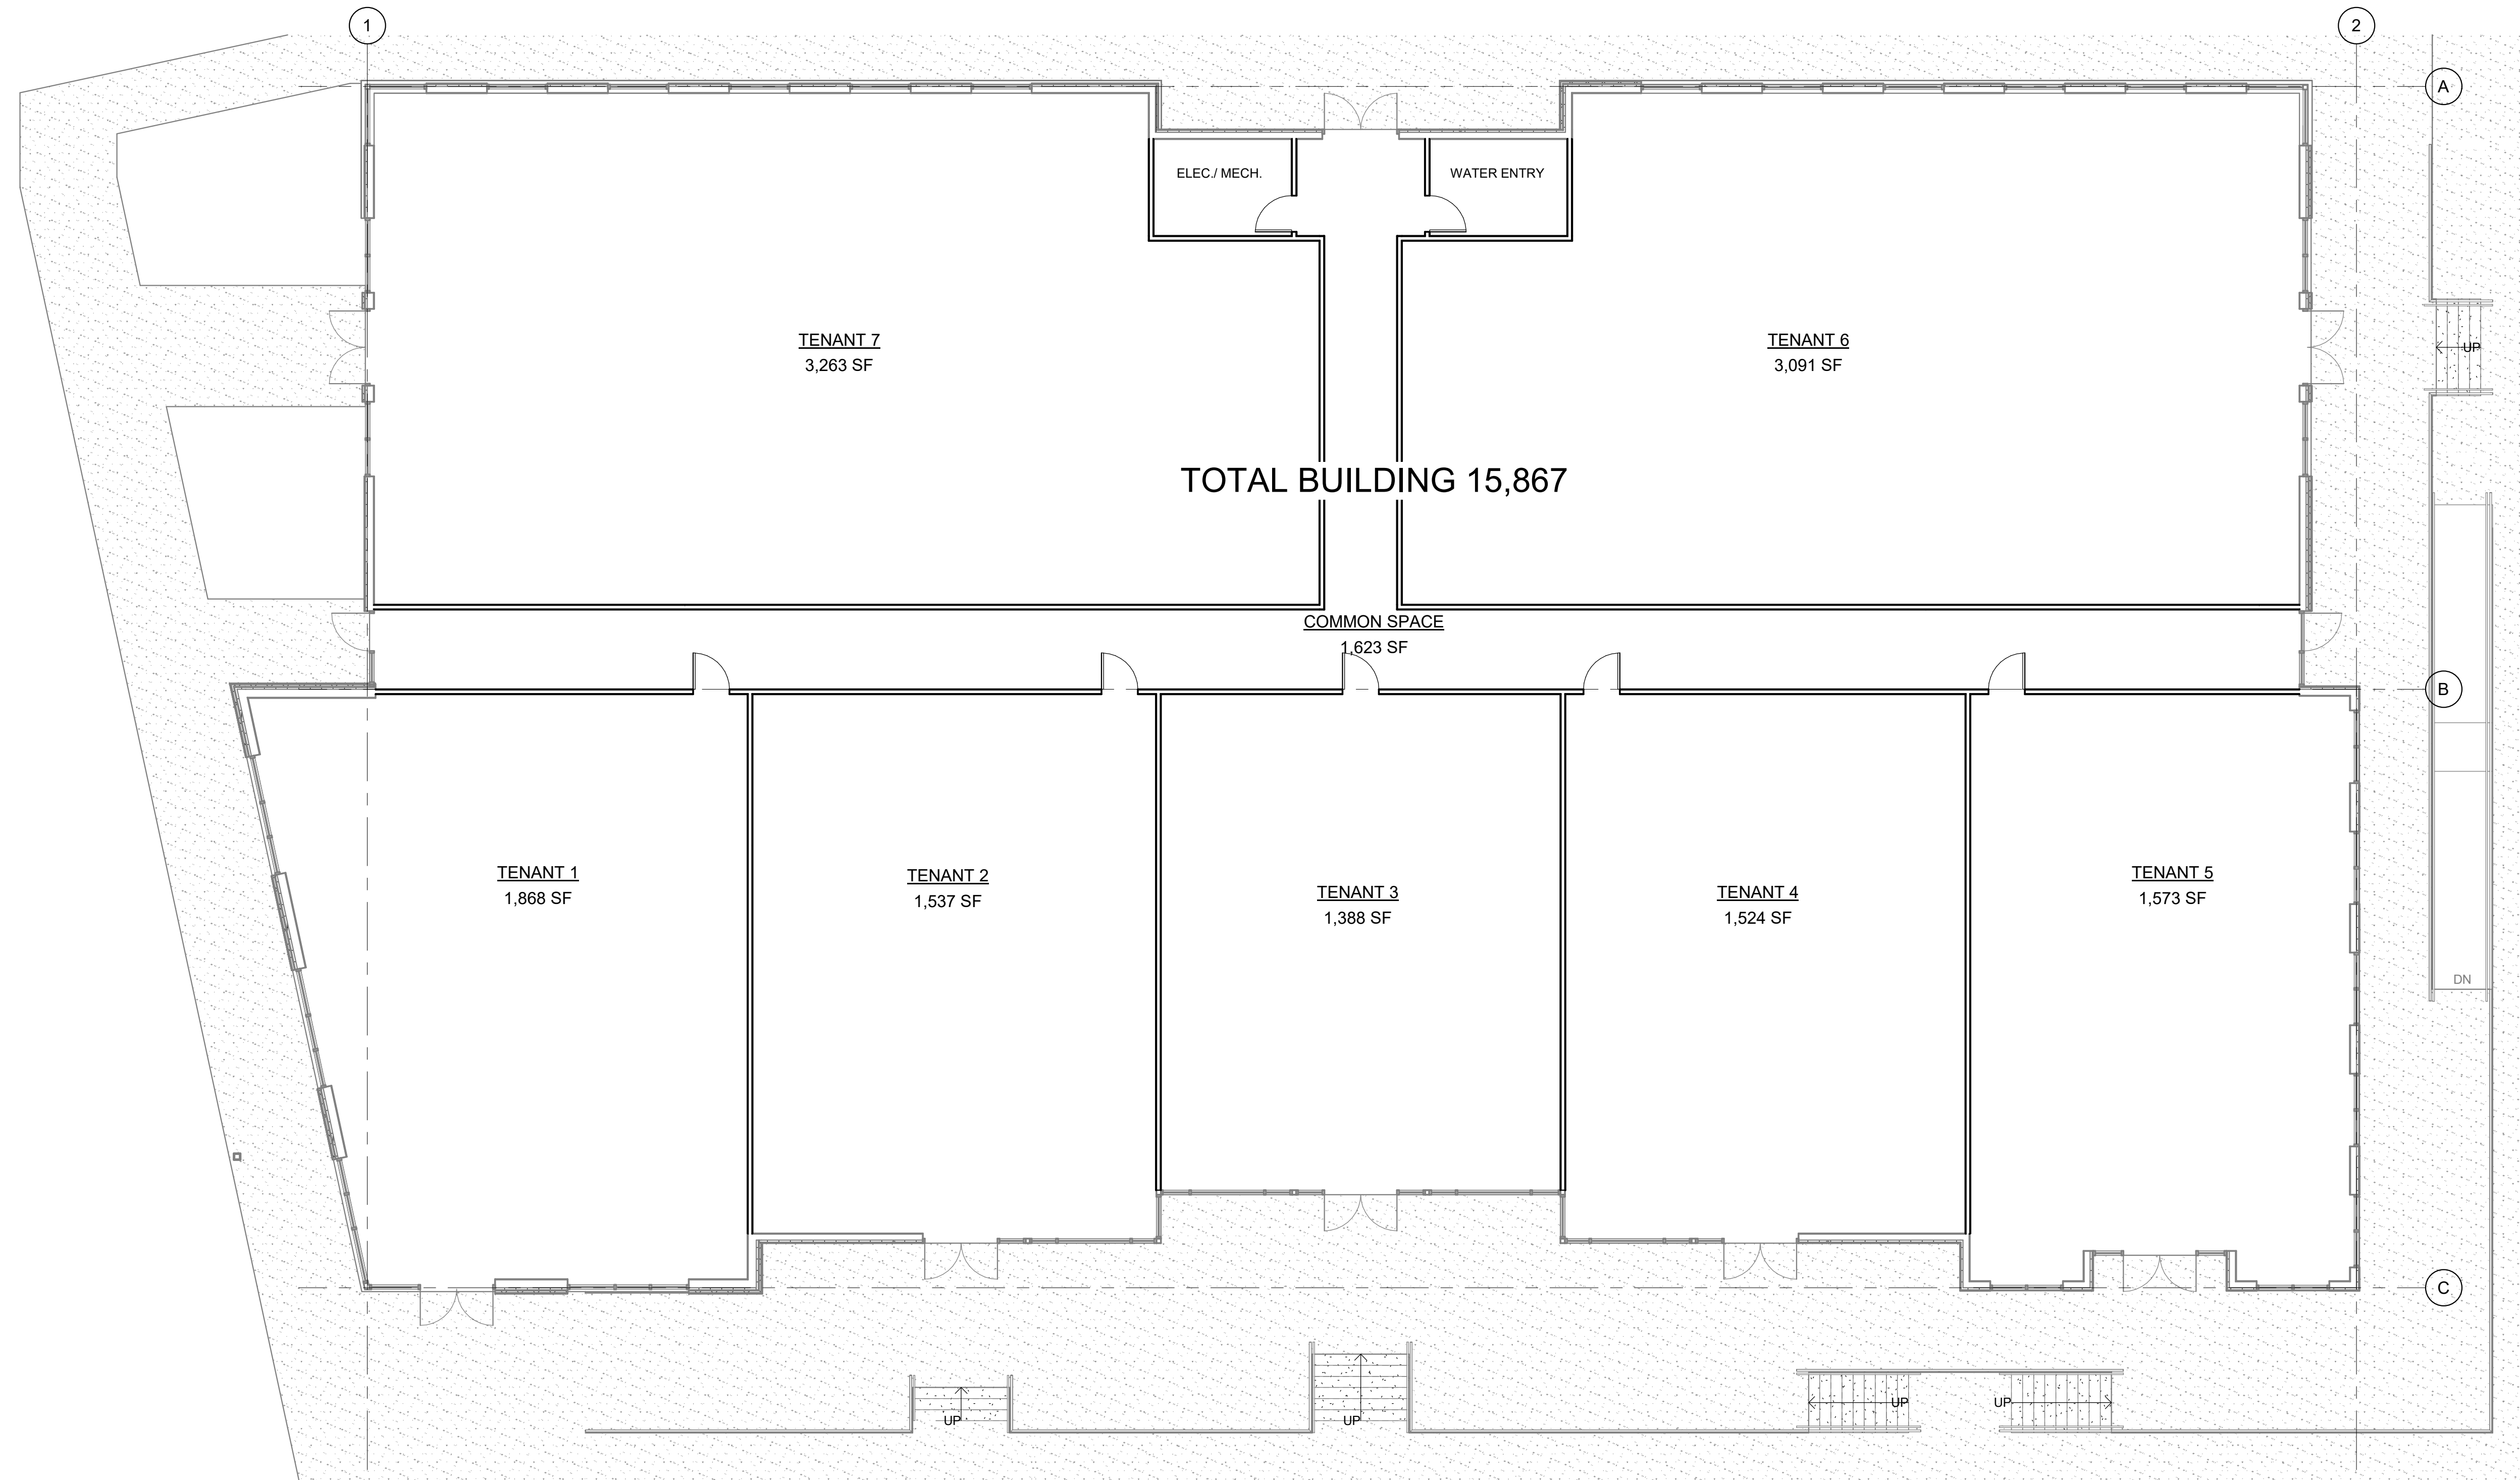 1
2
A
ELEC./ MECH.
WATER ENTRY
TENANT 7
3,263 SF
TENANT 6
3,091 SF
UP
TOTAL BUILDING 15,867
COMMON SPACE
1,623 SF
B
TENANT 1
1,868 SF
TENANT 2
1,537 SF
TENANT 3
1,388 SF
TENANT 4
1,524 SF
TENANT 5
1,573 SF
DN
C
UP
UP
UP
UP